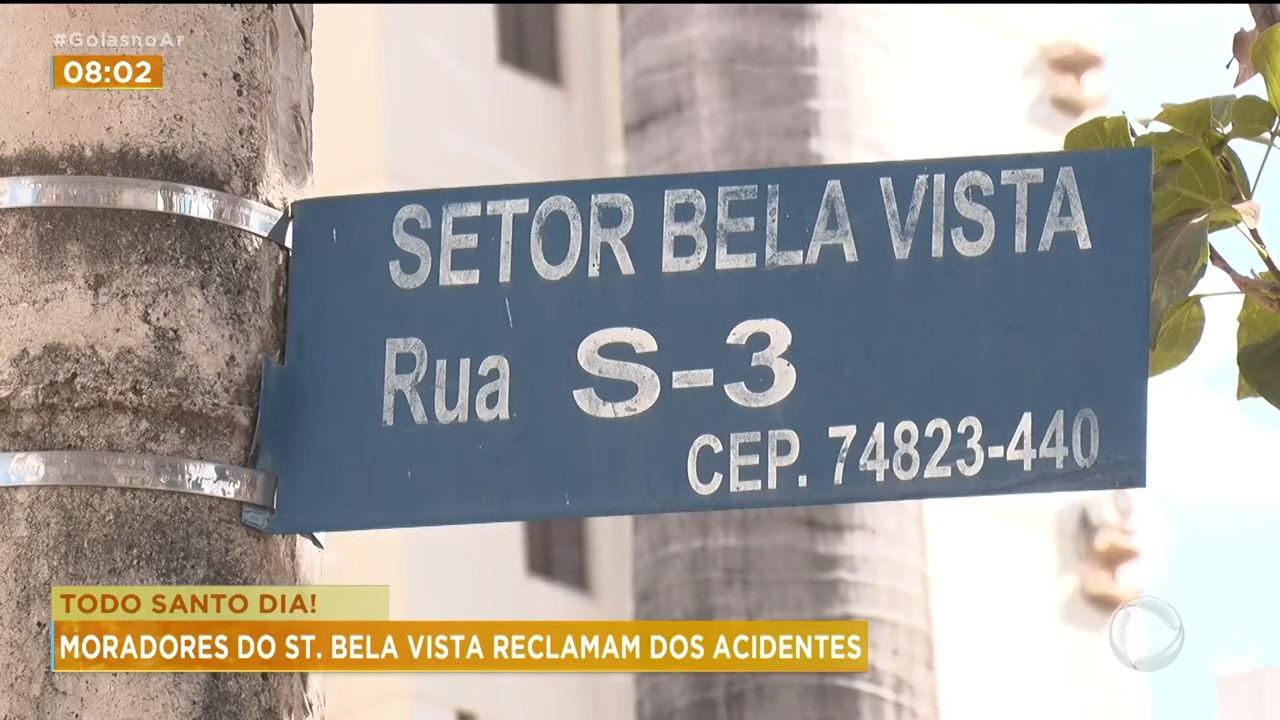 #GoiasnoAr
08:02
SETOR BELA VISTA
Rua S-3
CEP. 74823-440
TODO SANTO DIA!
MORADORES DO ST. BELA VISTA RECLAMAM DOS ACIDENTES